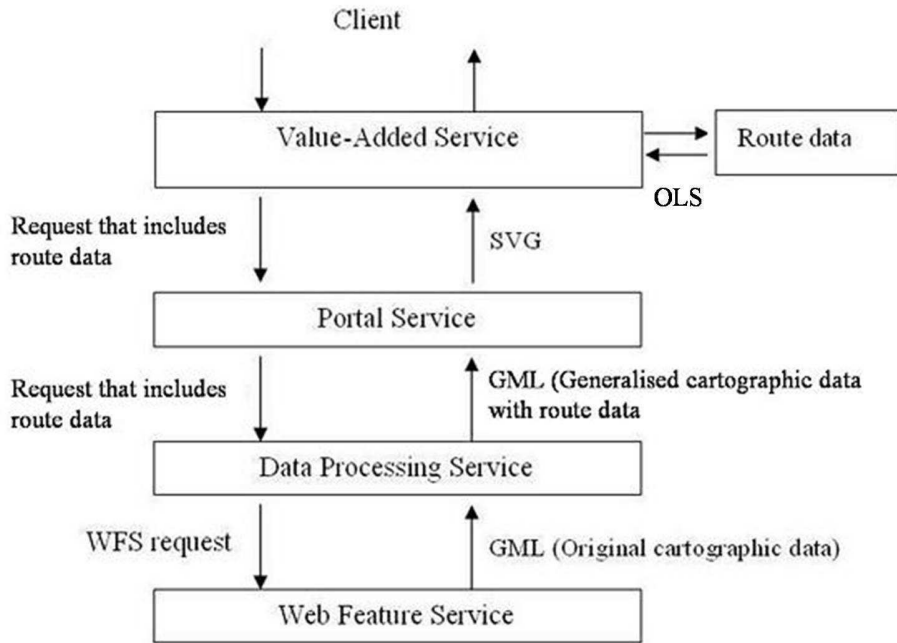 Client
Value-Added Service
Route data
OLS
Request that includes
route data
SVG
Portal Service
Request that includes
route data
GML (Generalised cartographic data
with route data
Data Processing Service
WFS request
GML (Original cartographic data)
Web Feature Service